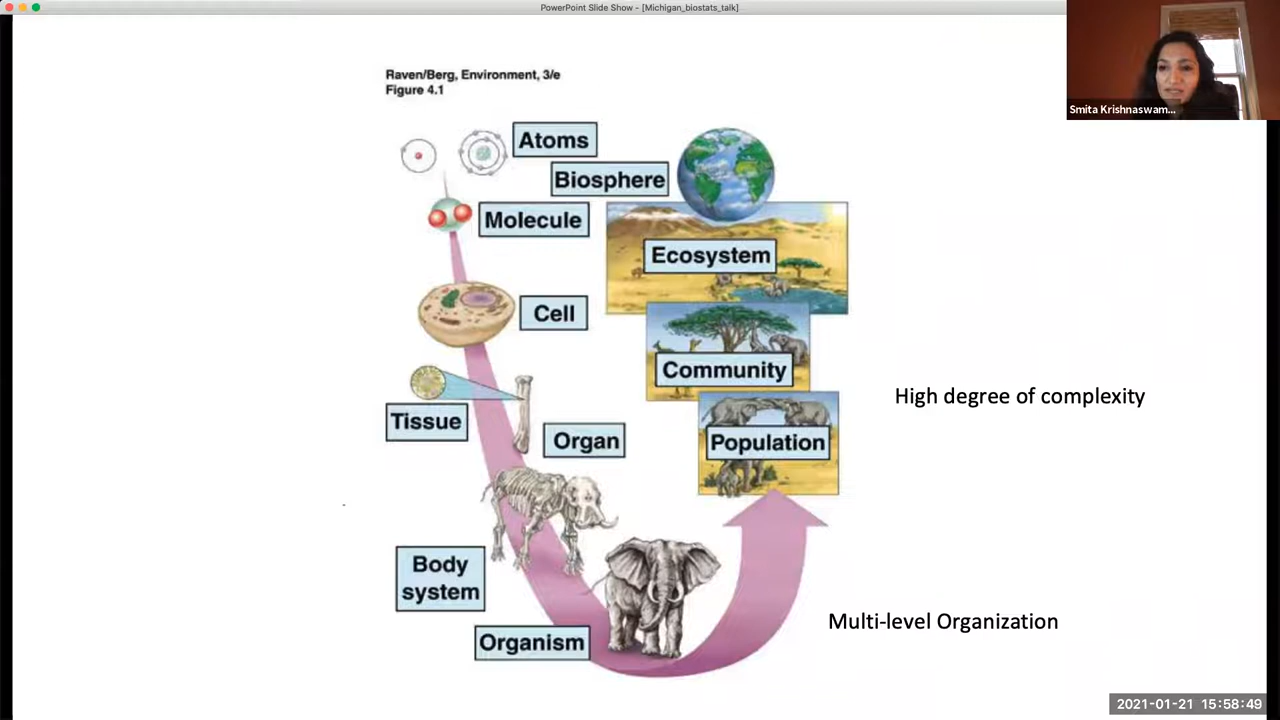 PowerPoint Slide Show - [Michigan_biostats_talk]
Smita Krishnaswam...
Raven/Berg, Environment, 3/e
Figure 4.1
Atoms
Biosphere
Molecule
Ecosystem
Cell
Community
High degree of complexity
Tissue
Organ
Population
Body
system
Multi-level Organization
Organism
2021-01-21 15:58:49